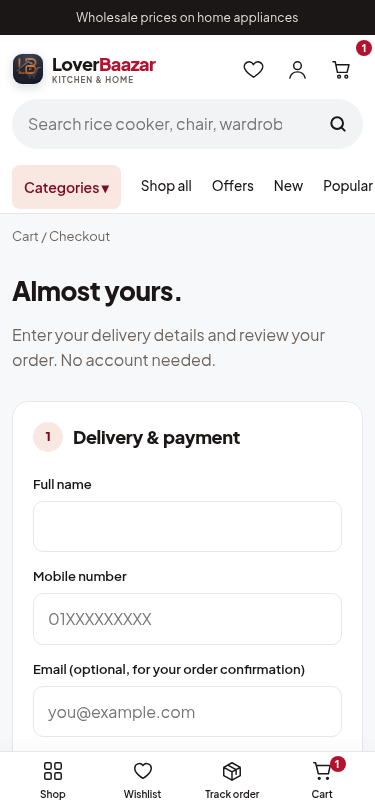 Wholesale prices on home appliances
1
LoverBaazar
KITCHEN & HOME
Search rice cooker, chair, wardrob
Categories ▾
Shop all
Offers
New
Popular
Cart / Checkout
Almost yours.
Enter your delivery details and review your
order. No account needed.
1
Delivery & payment
Full name
Mobile number
01XXXXXXXXX
Email (optional, for your order confirmation)
you@example.com
1
Shop
Wishlist
Track order
Cart